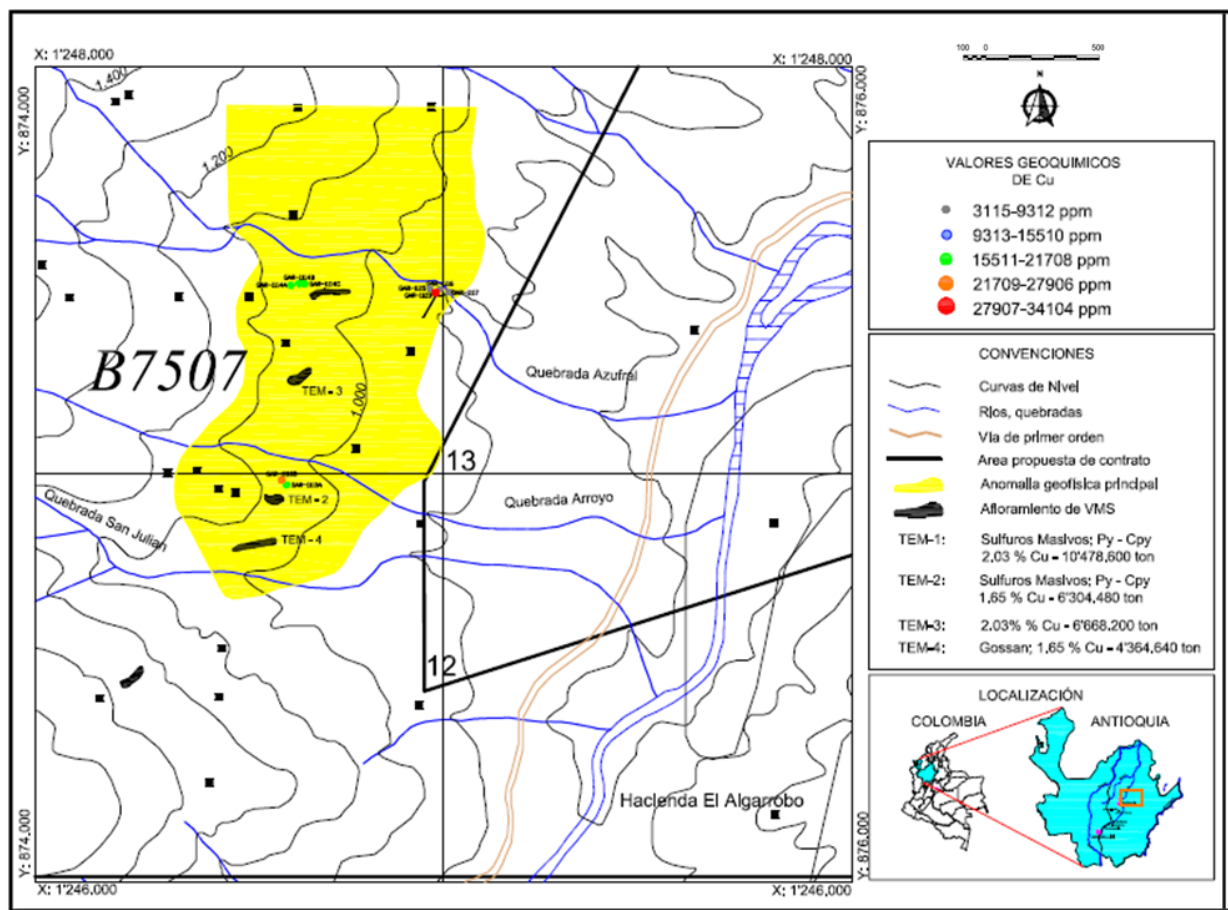 X: 1'248.000
X: 1'248.000
Y: 874.000
Y: 876.000
1.400
1.200
B7507
TEM-3
1.000
Quebrada Azufral
13
TEM-2
Quebrada Arroyo
Quebrada San Julian
TEM-4
12
Hacienda El Algarrobo
Y: 874.000
Y: 876.000
X: 1'246.000
X: 1'246.000
100 0 500
N
VALORES GEOQUIMICOS
DE Cu
3115-9312 ppm
9313-15510 ppm
15511-21708 ppm
21709-27906 ppm
27907-34104 ppm
CONVENCIONES
Curvas de Nivel
Rios, quebradas
Via de primer orden
Area propuesta de contrato
Anomalia geofisica principal
Afloramiento de VMS
TEM-1: Sulfuros Masivos; Py - Cpy
2,03 % Cu - 10'478,600 ton
TEM-2: Sulfuros Masivos; Py - Cpy
1,65 % Cu - 6'304,480 ton
TEM-3: 2.03% % Cu - 6'668.200 ton
TEM-4: Gossan; 1,65 % Cu - 4'364,640 ton
LOCALIZACIÓN
COLOMBIA
ANTIOQUIA